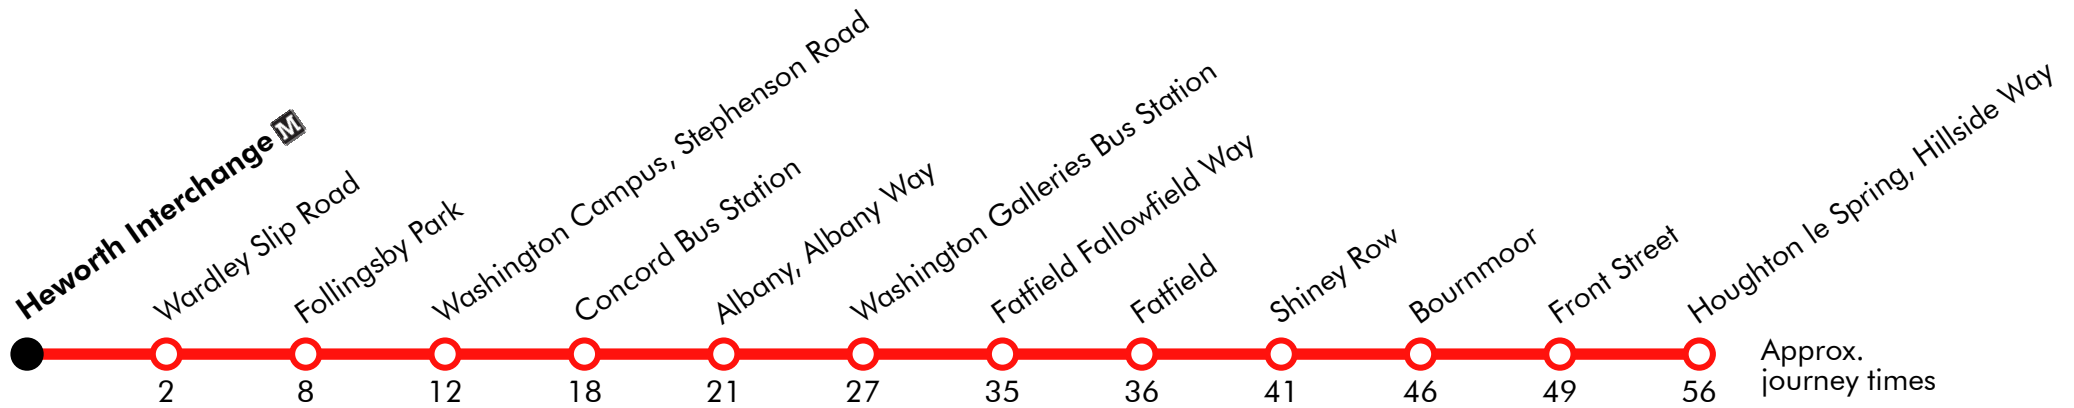 Heworth Interchange M
Wardley Slip Road
Follingsby Park
Washington Campus, Stephenson Road
Concord Bus Station
Albany, Albany Way
Washington Galleries Bus Station
Fatfield Fallowfield Way
Fatfield
Shiney Row
Bournmoor
Front Street
Houghton le Spring, Hillside Way
2 8 12 18 21 27 35 36 41 46 49 56
Approx.
journey times